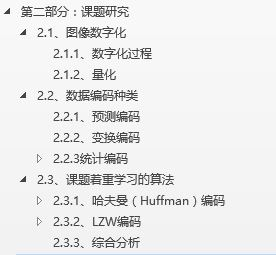 第二部分：课题研究
2.1、图像数字化
2.1.1、数字化过程
2.1.2、量化
2.2、数据编码种类
2.2.1、预测编码
2.2.2、变换编码
2.2.3统计编码
2.3、课题着重学习的算法
2.3.1、哈夫曼（Huffman）编码
2.3.2、LZW编码
2.3.3、综合分析